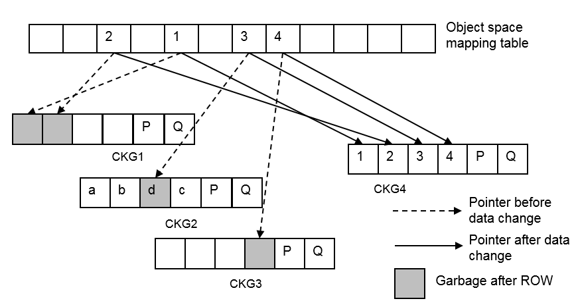 Object space
mapping table
2 1 3 4
P Q
CKG1
1 2 3 4 P Q
CKG4
a b d c P Q
CKG2
P Q
CKG3
Pointer before
data change
Pointer after data
change
Garbage after ROW